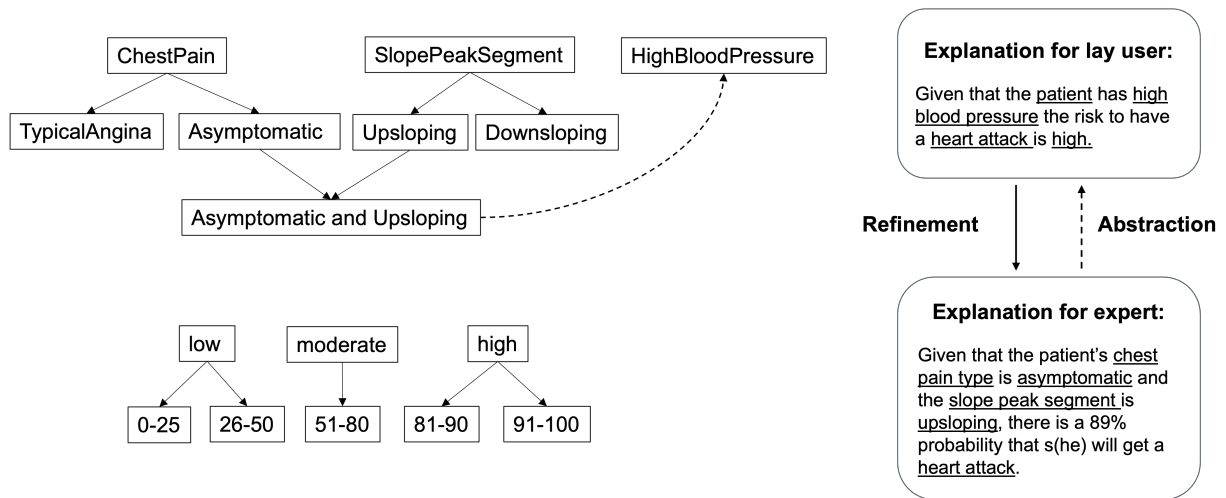 ChestPain
SlopePeakSegment
HighBloodPressure
TypicalAngina
Asymptomatic
Upsloping
Downsloping
Asymptomatic and Upsloping
low
moderate
high
0-25
26-50
51-80
81-90
91-100
Explanation for lay user:
Given that the patient has high
blood pressure the risk to have
a heart attack is high.
Refinement
Abstraction
Explanation for expert:
Given that the patient’s chest
pain type is asymptomatic and
the slope peak segment is
upsloping, there is a 89%
probability that s(he) will get a
heart attack.